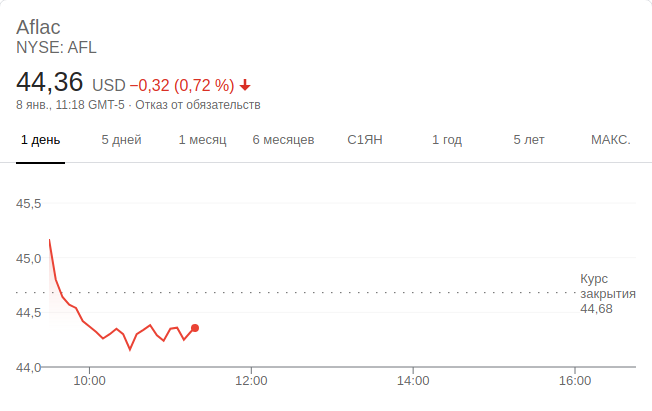 Aflac
NYSE: AFL
44,36 USD −0,32 (0,72 %)
8 янв., 11:18 GMT-5 · Отказ от обязательств
1 день 5 дней 1 месяц 6 месяцев С1ЯН 1 год 5 лет МАКС.
45,5
45,0
Курс
закрытия
44,68
44,5
44,0
10:00 12:00 14:00 16:00